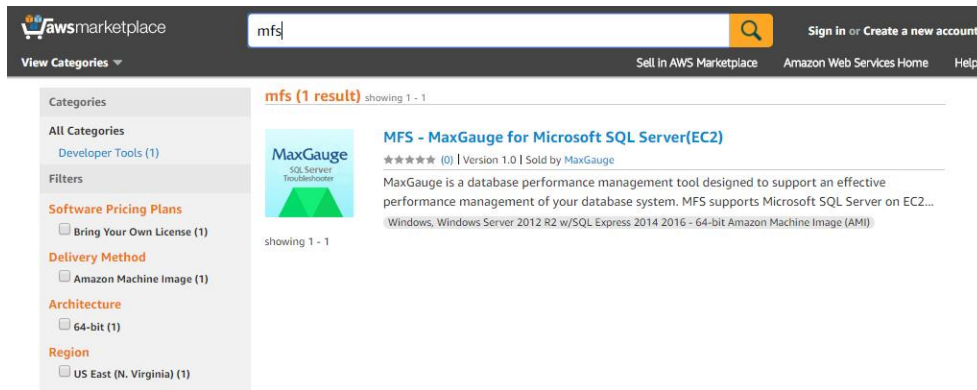 awsmarketplace
mfs
Sign in or Create a new account
View Categories
Sell in AWS Marketplace
Amazon Web Services Home
Help
Categories
All Categories
Developer Tools (1)
Filters
Software Pricing Plans
Bring Your Own License (1)
Delivery Method
Amazon Machine Image (1)
Architecture
64-bit (1)
Region
US East (N. Virginia) (1)
mfs (1 result) showing 1 - 1
MaxGauge
SQL Server
Troubleshooter
MFS - MaxGauge for Microsoft SQL Server(EC2)
(0) | Version 1.0 | Sold by MaxGauge
MaxGauge is a database performance management tool designed to support an effective
performance management of your database system. MFS supports Microsoft SQL Server on EC2...
Windows, Windows Server 2012 R2 w/SQL Express 2014 2016 - 64-bit Amazon Machine Image (AMI)
showing 1 - 1